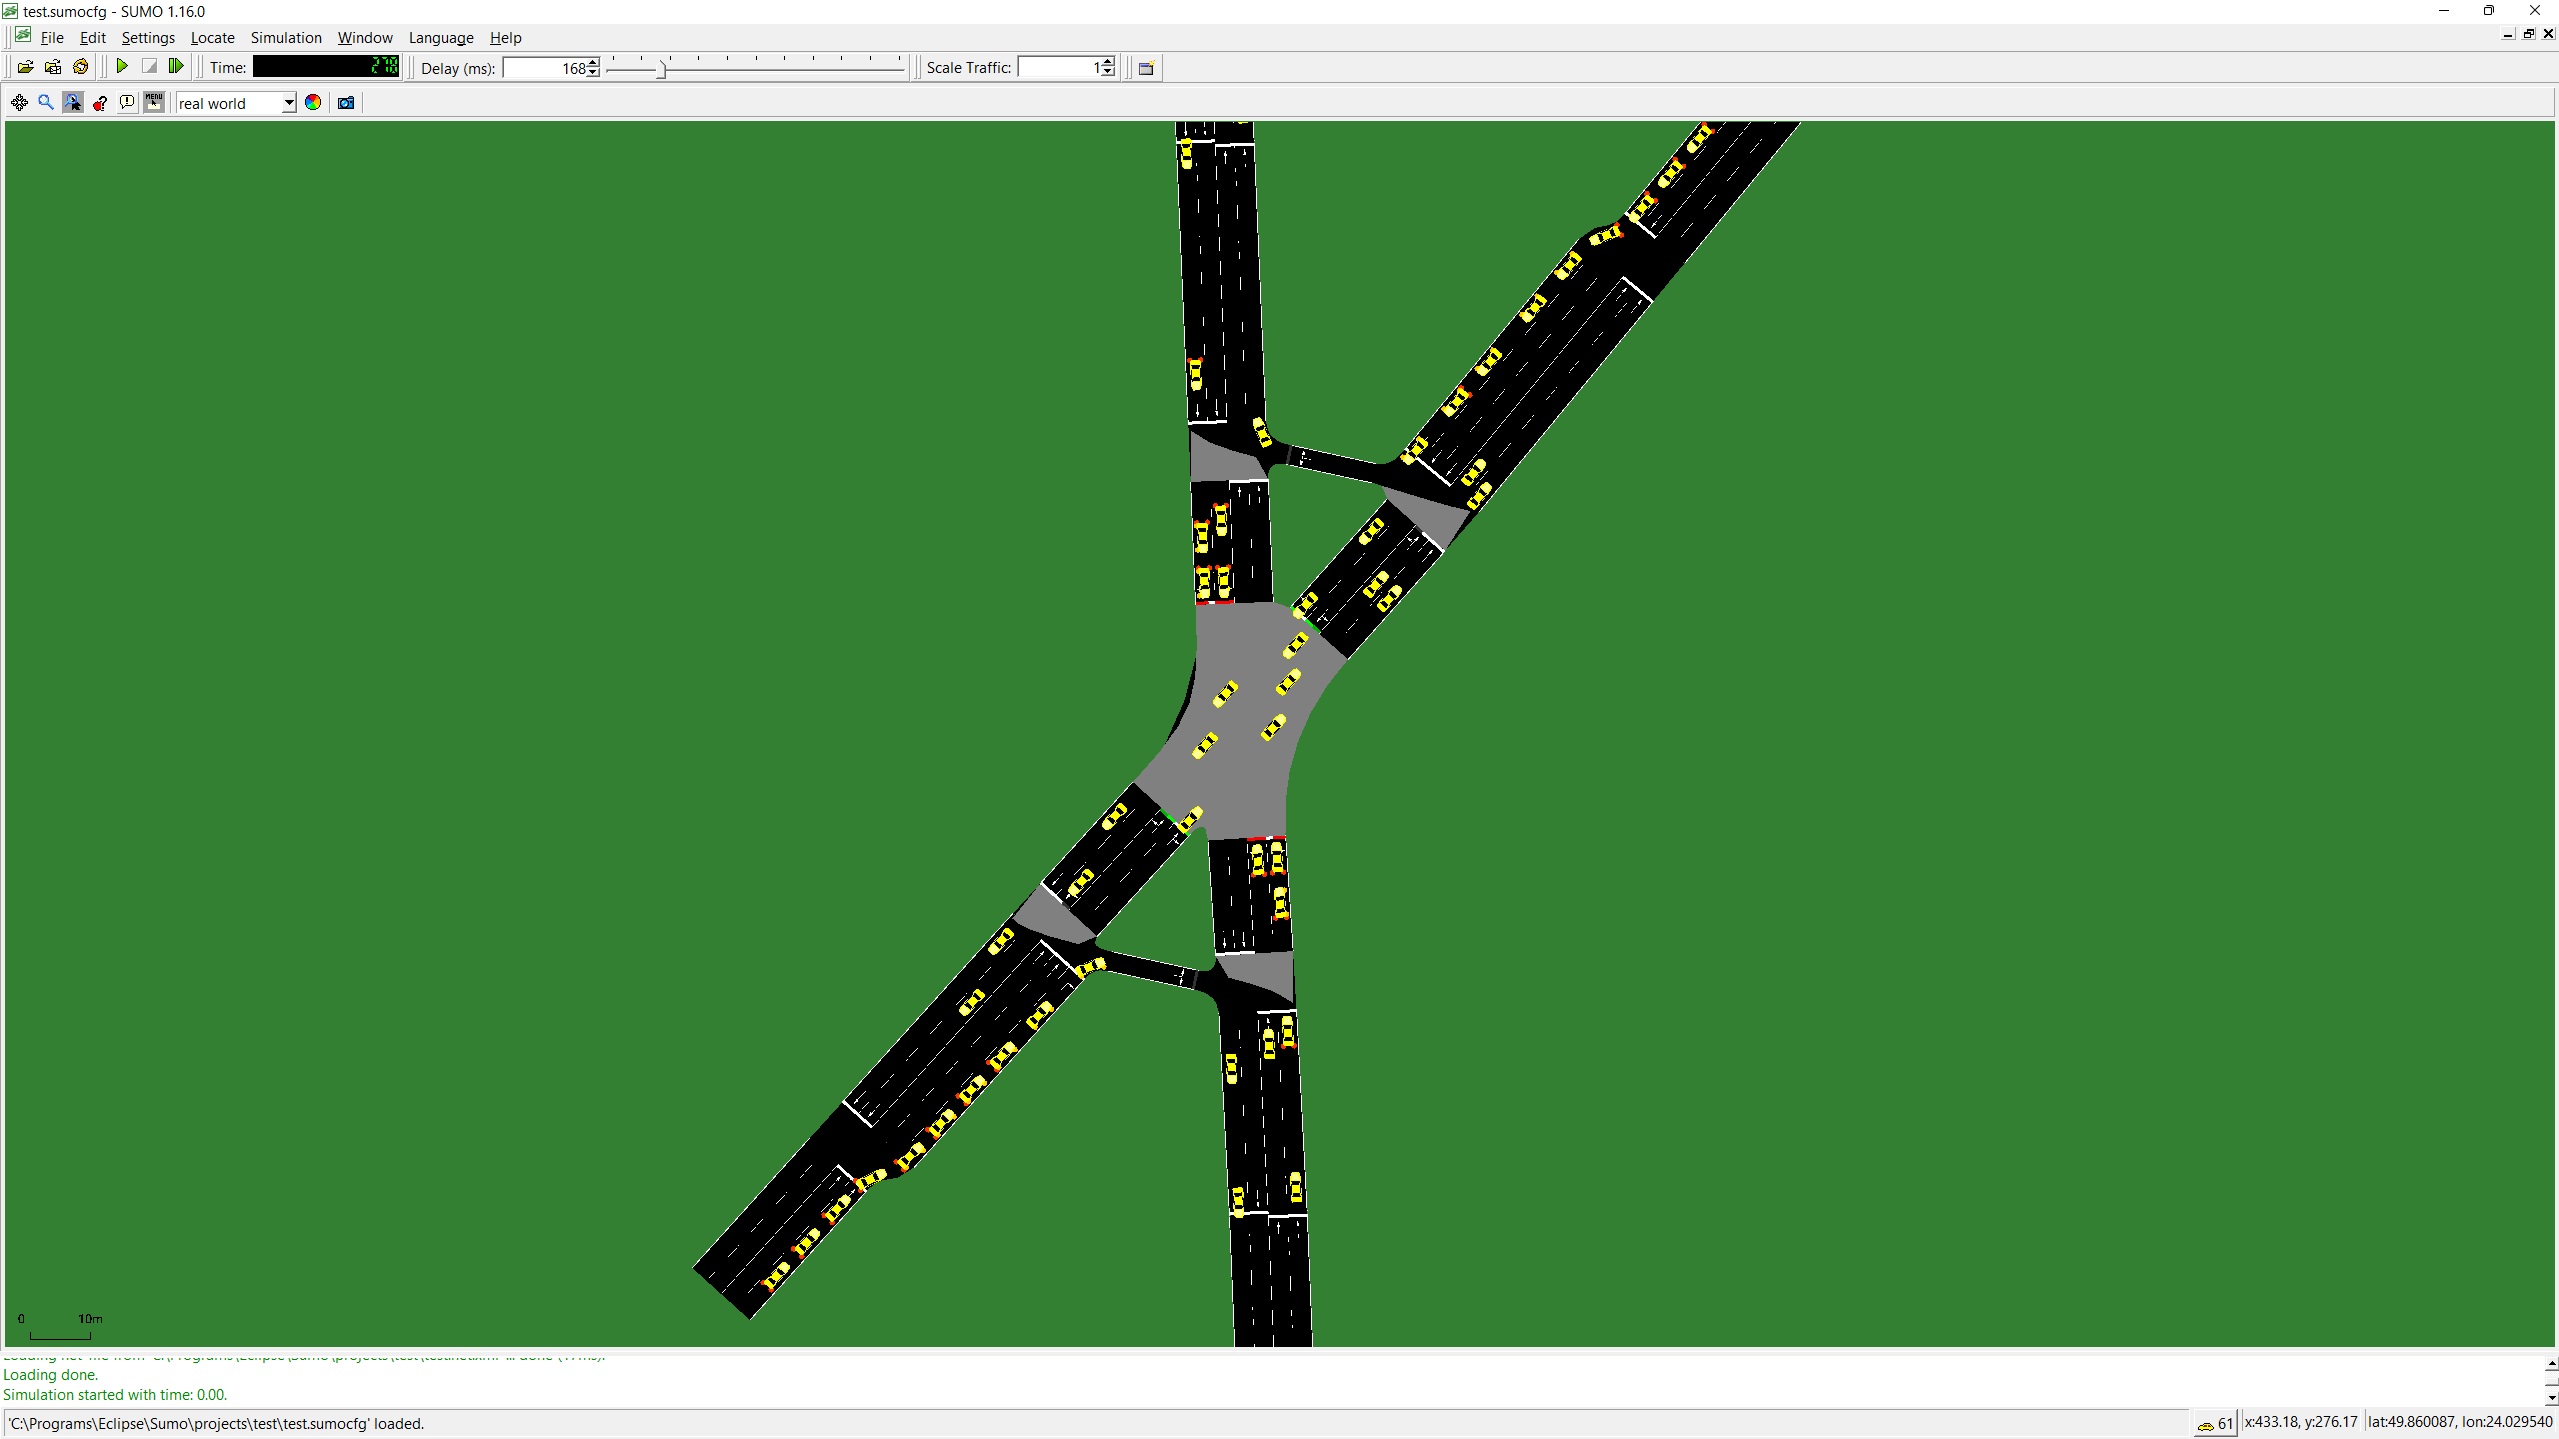 test.sumocfg - SUMO 1.16.0
File Edit Settings Locate Simulation Window Language Help
Time: 278 Delay (ms): 168 Scale Traffic: 1
MENU real world
0 10m
Loading done.
Simulation started with time: 0.00.
'C:\Programs\Eclipse\Sumo\projects\test\test.sumocfg' loaded. 61 x:433.18, y:276.17 lat:49.860087, lon:24.029540